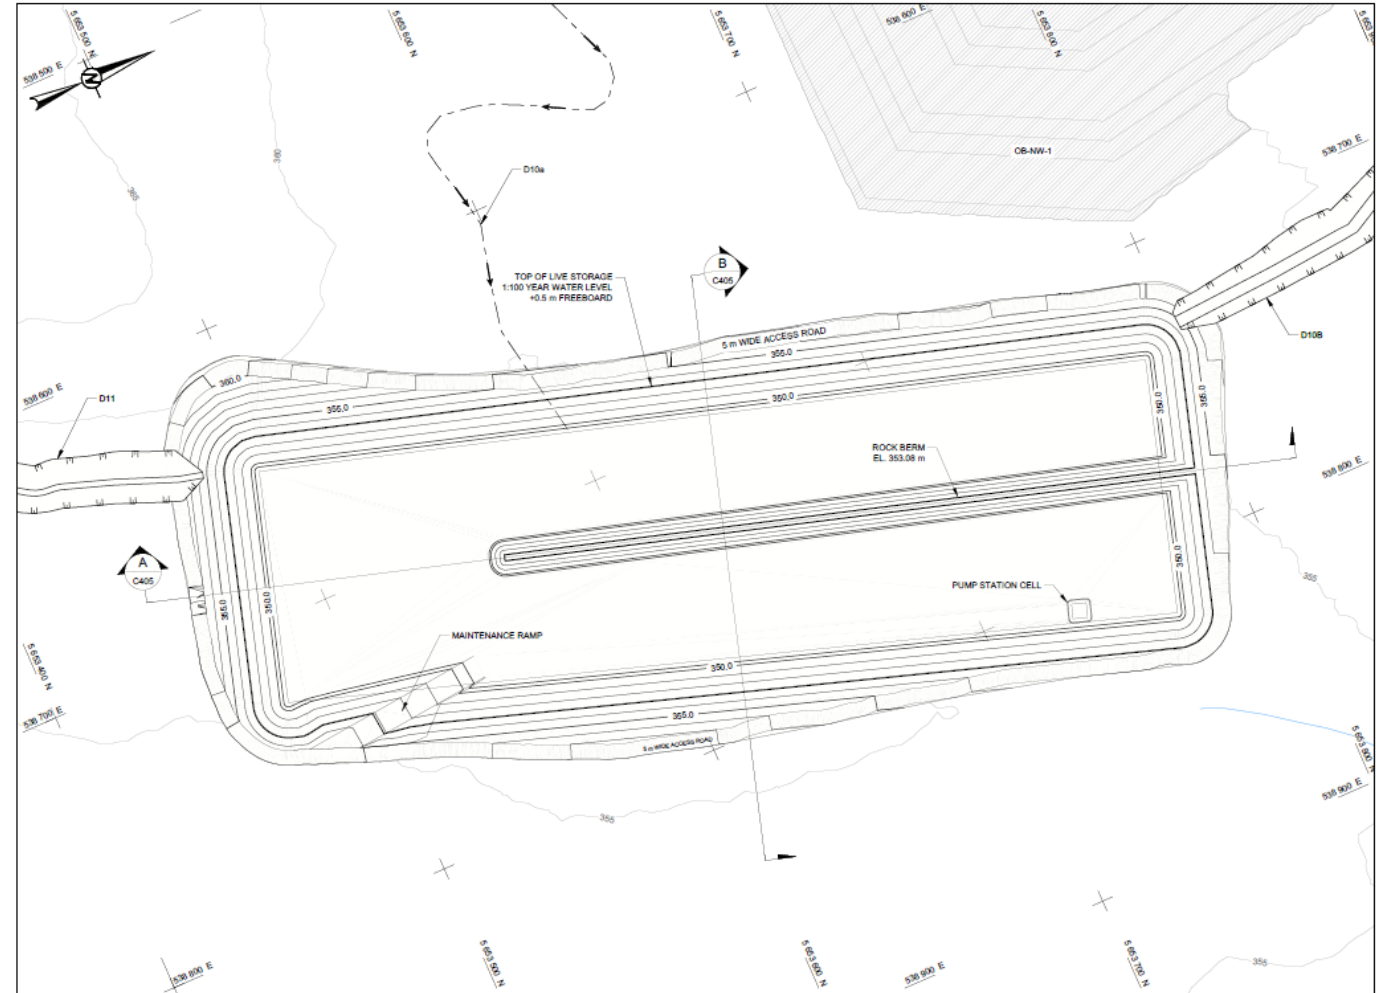 5 653 500 N
5 653 600 N
5 653 700 N
538 600 E
5 653 800 N
538 500 E
N
360
365
OB-NW-1
538 700 E
D10a
B
C405
TOP OF LIVE STORAGE
1:100 YEAR WATER LEVEL
+0.5 m FREEBOARD
5 m WIDE ACCESS ROAD
355.0
D10B
360.0
538 600 E
D11
355.0
350.0
350.0
355.0
ROCK BERM
EL. 353.08 m
538 800 E
A
C405
350.0
355.0
350.0
355
PUMP STATION CELL
MAINTENANCE RAMP
5 653 400 N
350.0
538 700 E
355.0
5 m WIDE ACCESS ROAD
5 653 800 N
538 900 E
355
5 653 500 N
5 653 600 N
5 653 700 N
538 800 E
538 900 E
355